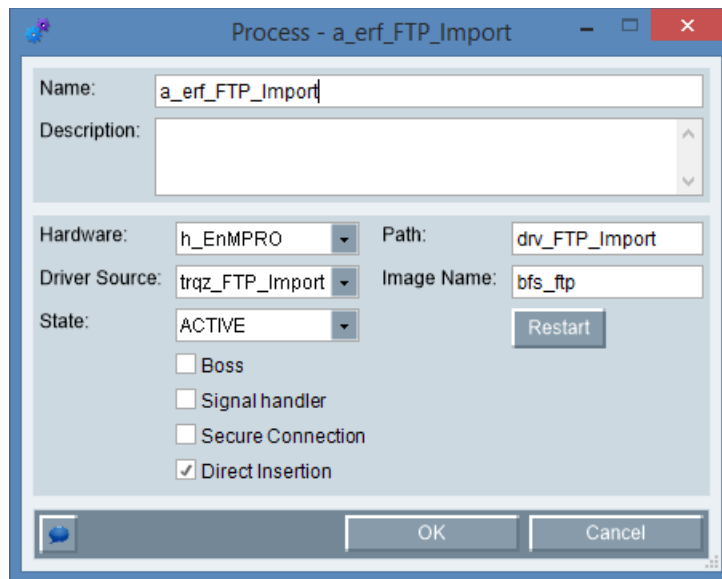 Process - a_erf_FTP_Import
Name: a_erf_FTP_Import
Description:
Hardware: h_EnMPRO Path: drv_FTP_Import
Driver Source: trqz_FTP_Import Image Name: bfs_ftp
State: ACTIVE Restart
Boss
Signal handler
Secure Connection
Direct Insertion
OK Cancel